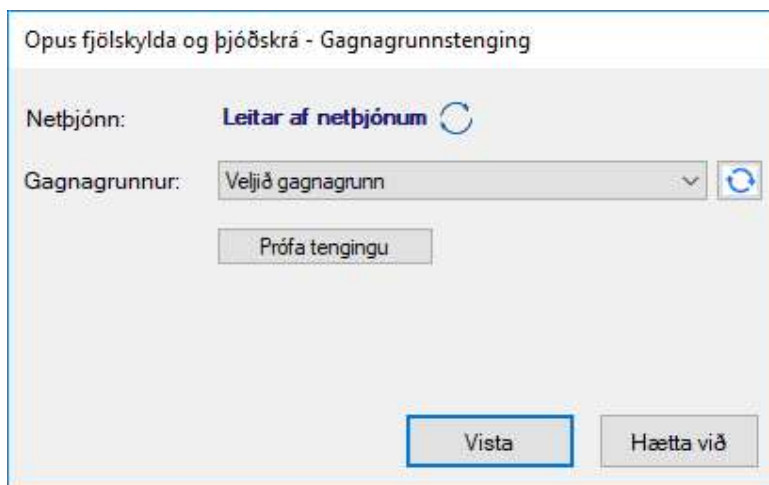 Opus fjölskylda og þjóðskrá - Gagnagrunnstenging
Netþjónn: Leitar af netþjónum
Gagnagrunnur: Veljið gagnagrunn
Prófa tengingu
Vista Hætta við